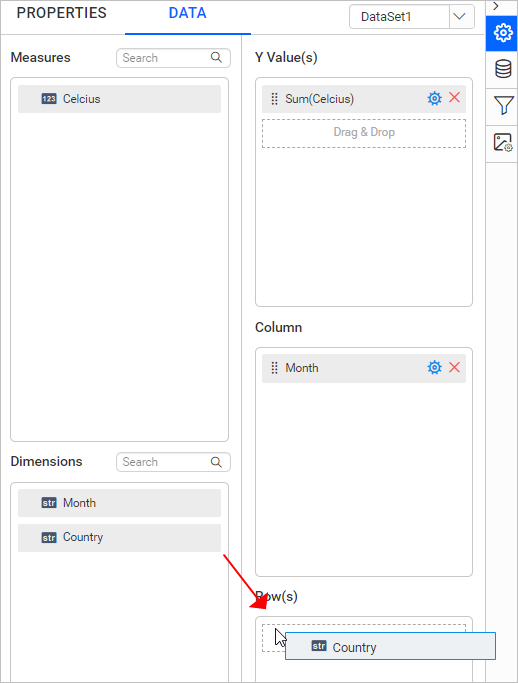 PROPERTIES
DATA
DataSet1
Measures
Search
123 Celcius
Y Value(s)
Sum(Celcius)
Drag & Drop
Column
Month
Dimensions
Search
str Month
str Country
Row(s)
str Country